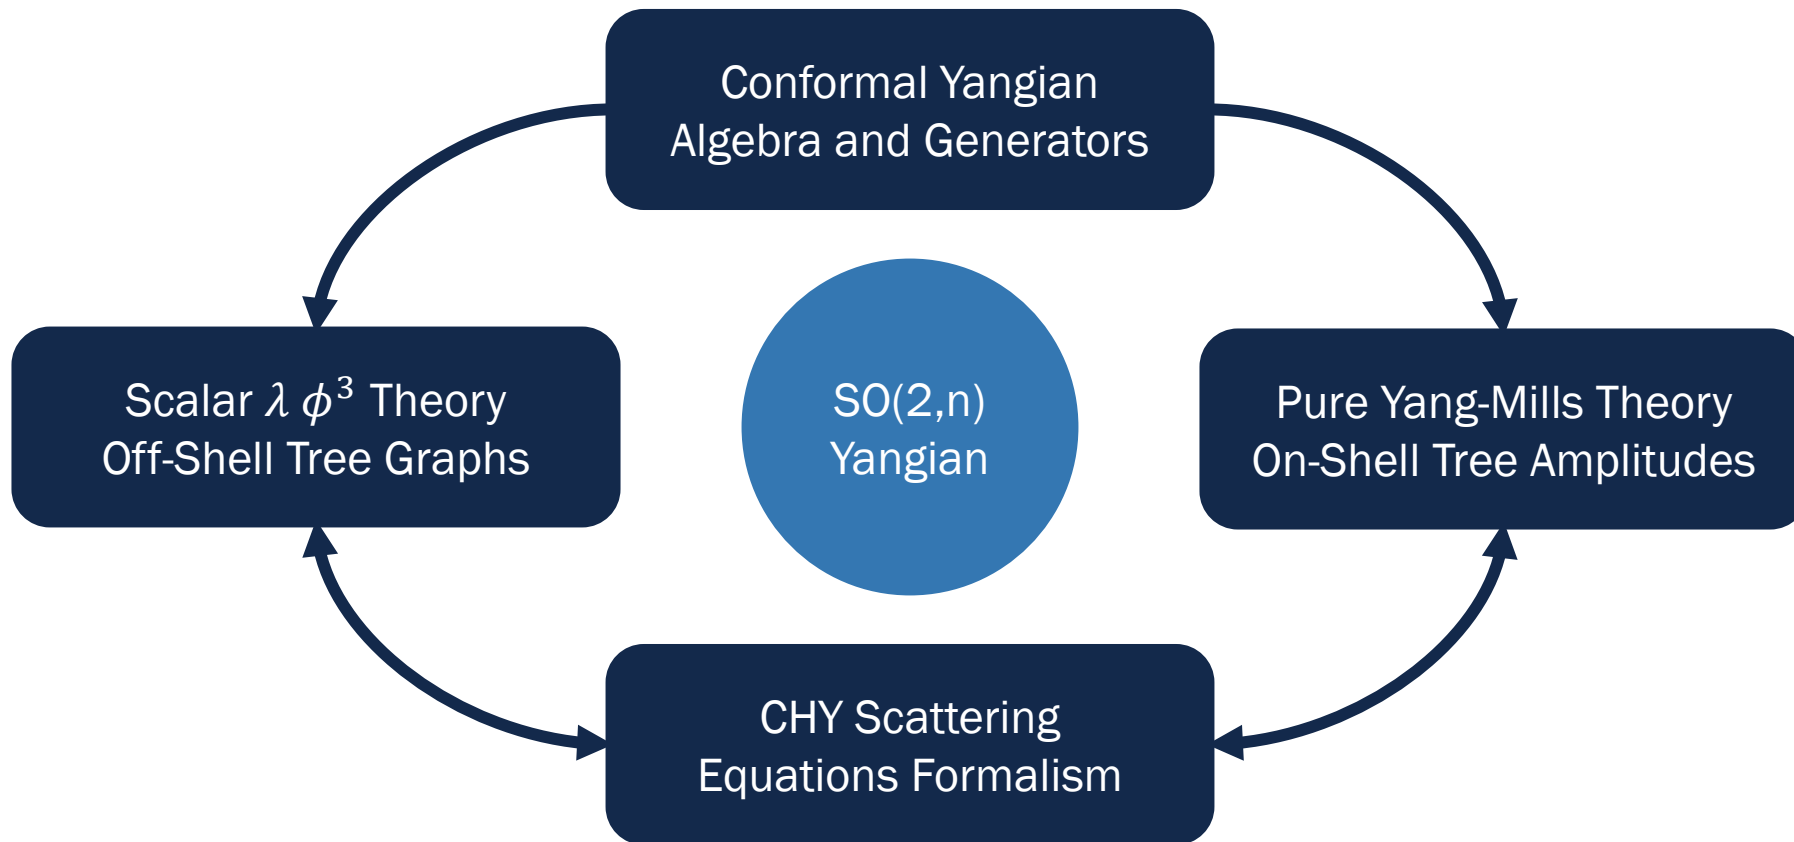 Conformal Yangian
Algebra and Generators
Scalar λ ϕ³ Theory
Off-Shell Tree Graphs
SO(2,n)
Yangian
Pure Yang-Mills Theory
On-Shell Tree Amplitudes
CHY Scattering
Equations Formalism